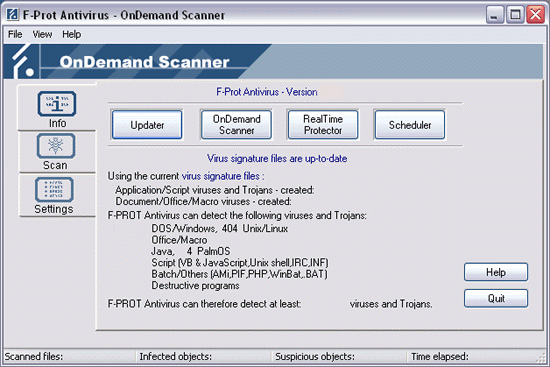 F-Prot Antivirus - OnDemand Scanner
File View Help
OnDemand Scanner
F-Prot Antivirus - Version
Updater
OnDemand
Scanner
RealTime
Protector
Scheduler
Info
Scan
Settings
Virus signature files are up-to-date
Using the current virus signature files :
Application/Script viruses and Trojans - created:
Document/Office/Macro viruses - created:
F-PROT Antivirus can detect the following viruses and Trojans:
DOS/Windows, 404 Unix/Linux
Office/Macro
Java, 4 PalmOS
Script (VB & JavaScript,Unix shell,IRC,INF)
Batch/Others (AMi,PIF,PHP,WinBat,.BAT)
Destructive programs
F-PROT Antivirus can therefore detect at least: viruses and Trojans.
Help
Quit
Scanned files: Infected objects: Suspicious objects: Time elapsed: